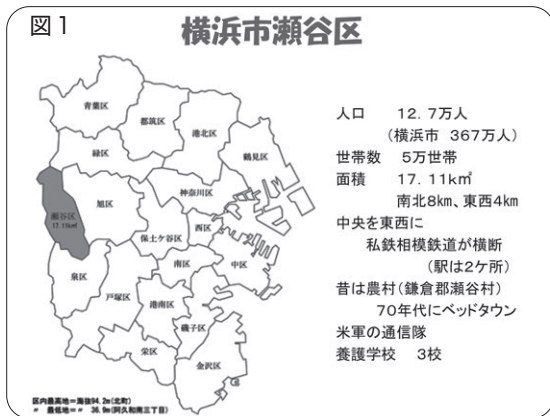 図1
横浜市瀬谷区
青葉区
都筑区
港北区
鶴見区
緑区
神奈川区
瀬谷区
17.11k㎡
旭区
保土ケ谷区
西区
泉区
南区
中区
戸塚区
港南区
磯子区
栄区
金沢区
人口 12.7万人
(横浜市 367万人)
世帯数 5万世帯
面積 17.11k㎡
南北8km、東西4km
中央を東西に
私鉄相模鉄道が横断
(駅は2ケ所)
昔は農村(鎌倉郡瀬谷村)
70年代にベッドタウン
米軍の通信隊
養護学校 3校
区内最高地=海抜94.2m(北町)
〃 最低地=〃 36.9m(阿久和南三丁目)